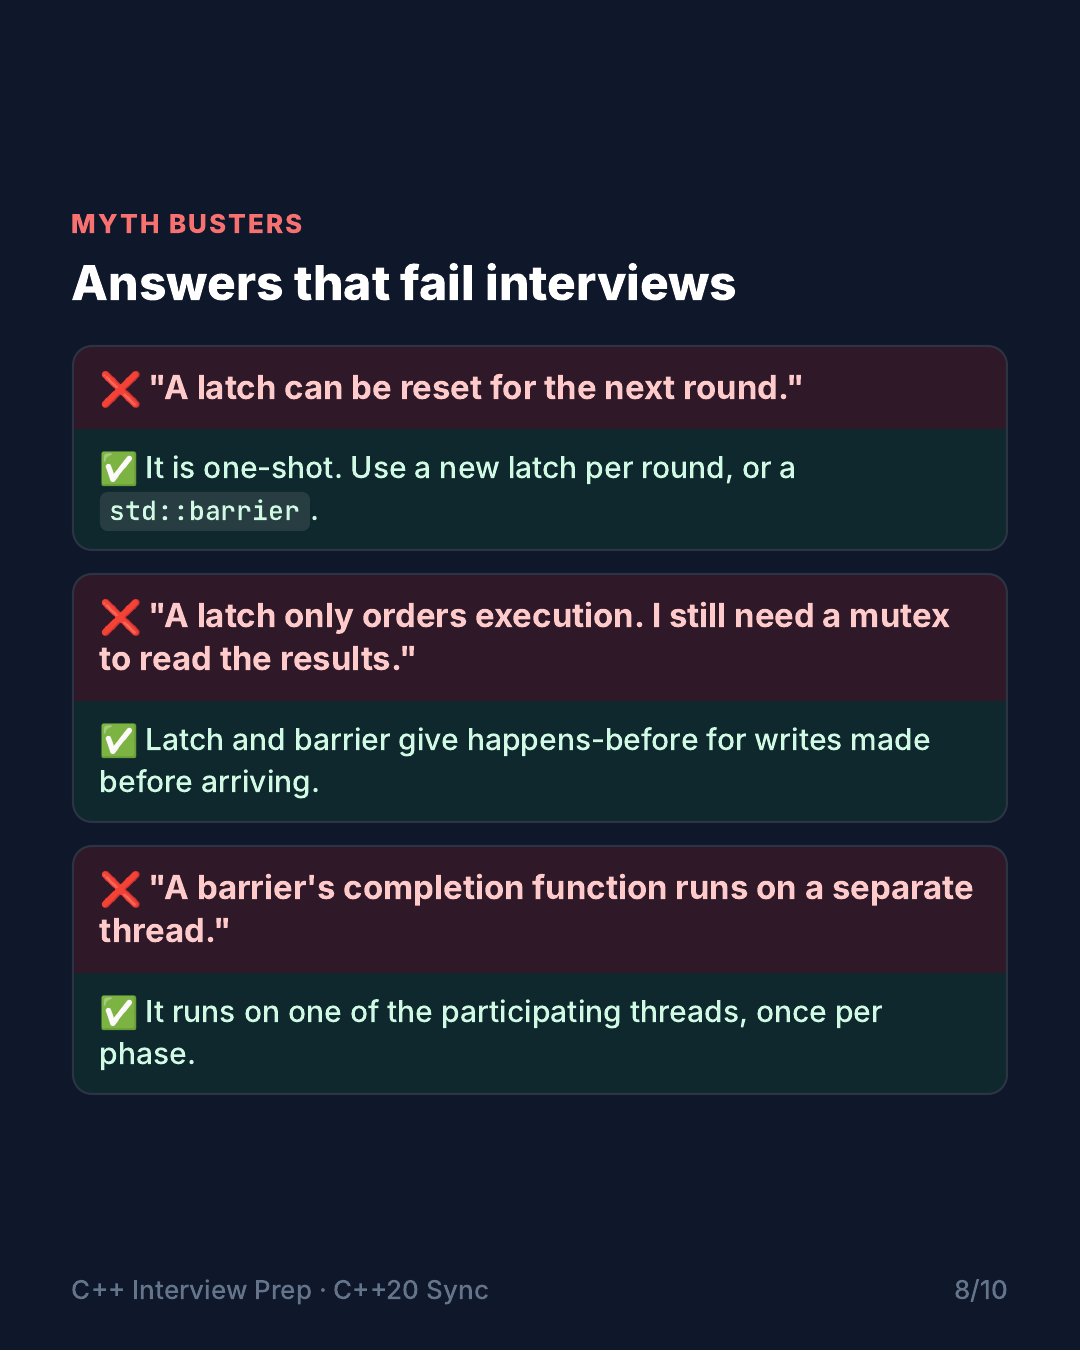 MYTH BUSTERS
Answers that fail interviews
❌ "A latch can be reset for the next round."
✅ It is one-shot. Use a new latch per round, or a
std::barrier.
❌ "A latch only orders execution. I still need a mutex
to read the results."
✅ Latch and barrier give happens-before for writes made
before arriving.
❌ "A barrier's completion function runs on a separate
thread."
✅ It runs on one of the participating threads, once per
phase.
C++ Interview Prep · C++20 Sync
8/10